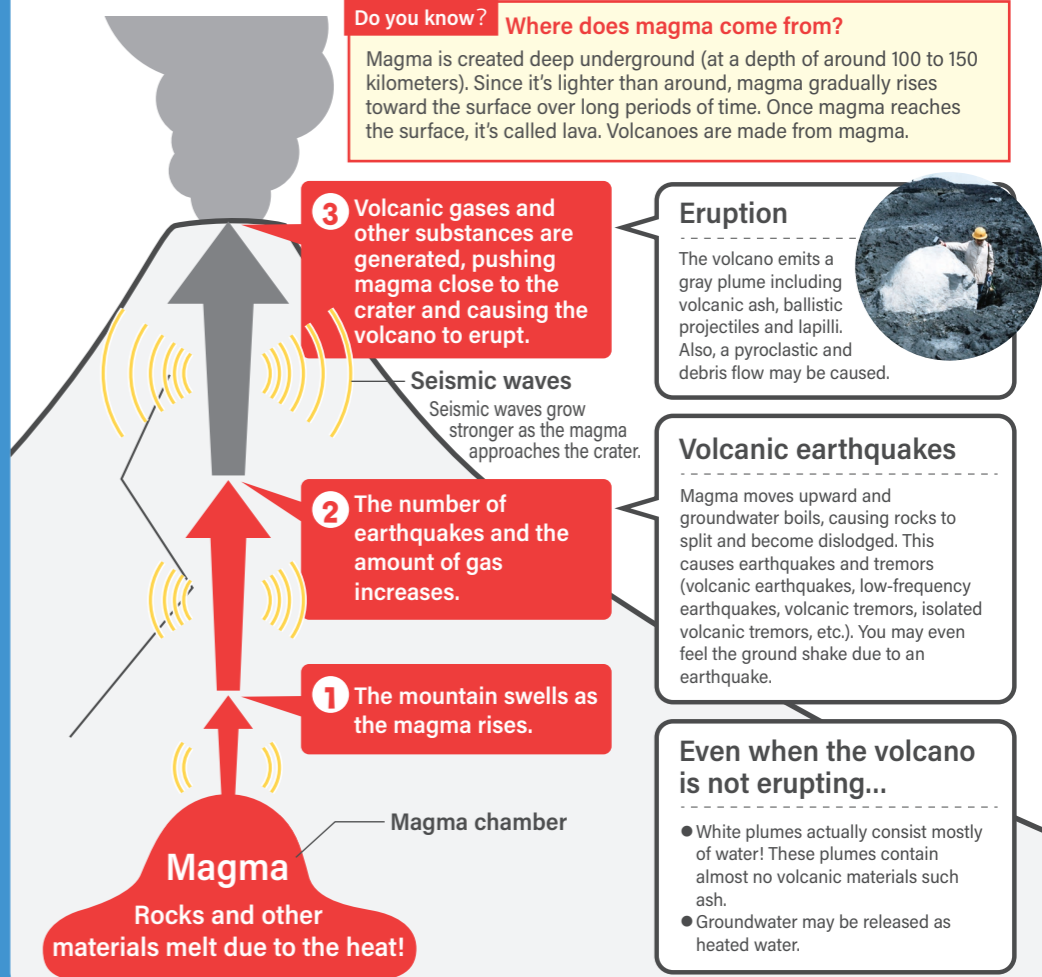 Do you know?
Where does magma come from?
Magma is created deep underground (at a depth of around 100 to 150
kilometers). Since it's lighter than around, magma gradually rises
toward the surface over long periods of time. Once magma reaches
the surface, it's called lava. Volcanoes are made from magma.
3
Volcanic gases and
other substances are
generated, pushing
magma close to the
crater and causing the
volcano to erupt.
Eruption
The volcano emits a
gray plume including
volcanic ash, ballistic
projectiles and lapilli.
Also, a pyroclastic and
debris flow may be caused.
Seismic waves
Seismic waves grow
stronger as the magma
approaches the crater.
2
The number of
earthquakes and the
amount of gas
increases.
Volcanic earthquakes
Magma moves upward and
groundwater boils, causing rocks to
split and become dislodged. This
causes earthquakes and tremors
(volcanic earthquakes, low-frequency
earthquakes, volcanic tremors, isolated
volcanic tremors, etc.). You may even
feel the ground shake due to an
earthquake.
1
The mountain swells as
the magma rises.
Even when the volcano
is not erupting...
● White plumes actually consist mostly
of water! These plumes contain
almost no volcanic materials such
ash.
● Groundwater may be released as
heated water.
Magma chamber
Magma
Rocks and other
materials melt due to the heat!